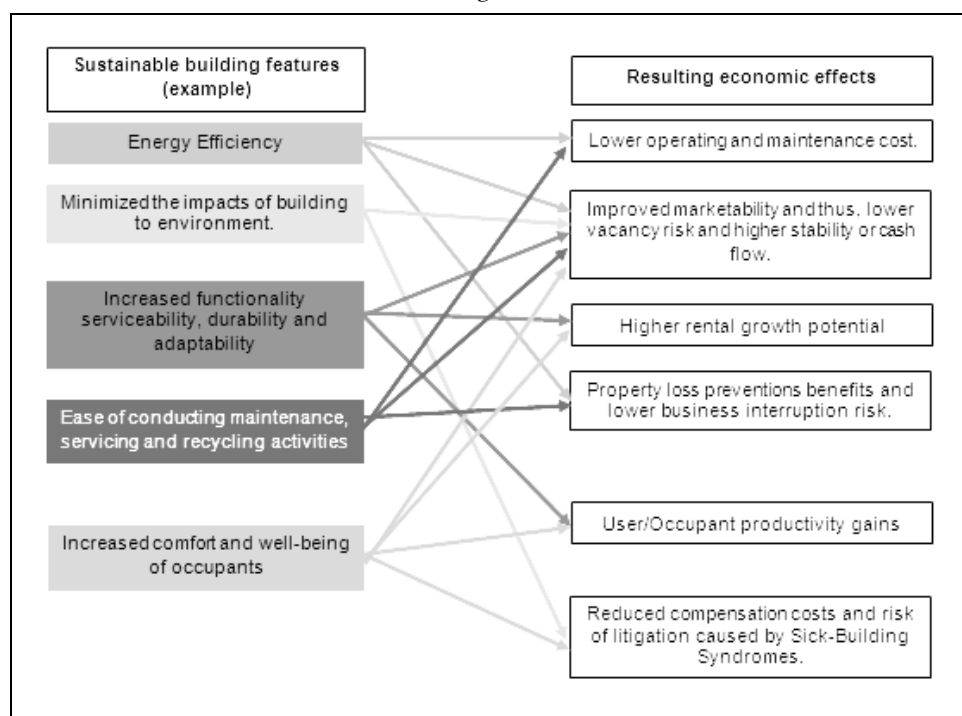 Sustainable building features
(example)
Energy Efficiency
Minimized the impacts of building
to environment.
Increased functionality
serviceability, durability and
adaptability
Ease of conducting maintenance,
servicing and recycling activities
Increased comfort and well-being
of occupants
Resulting economic effects
Lower operating and maintenance cost.
Improved marketability and thus, lower
vacancy risk and higher stability or cash
flow.
Higher rental growth potential
Property loss preventions benefits and
lower business interruption risk.
User/Occupant productivity gains
Reduced compensation costs and risk
of litigation caused by Sick-Building
Syndromes.